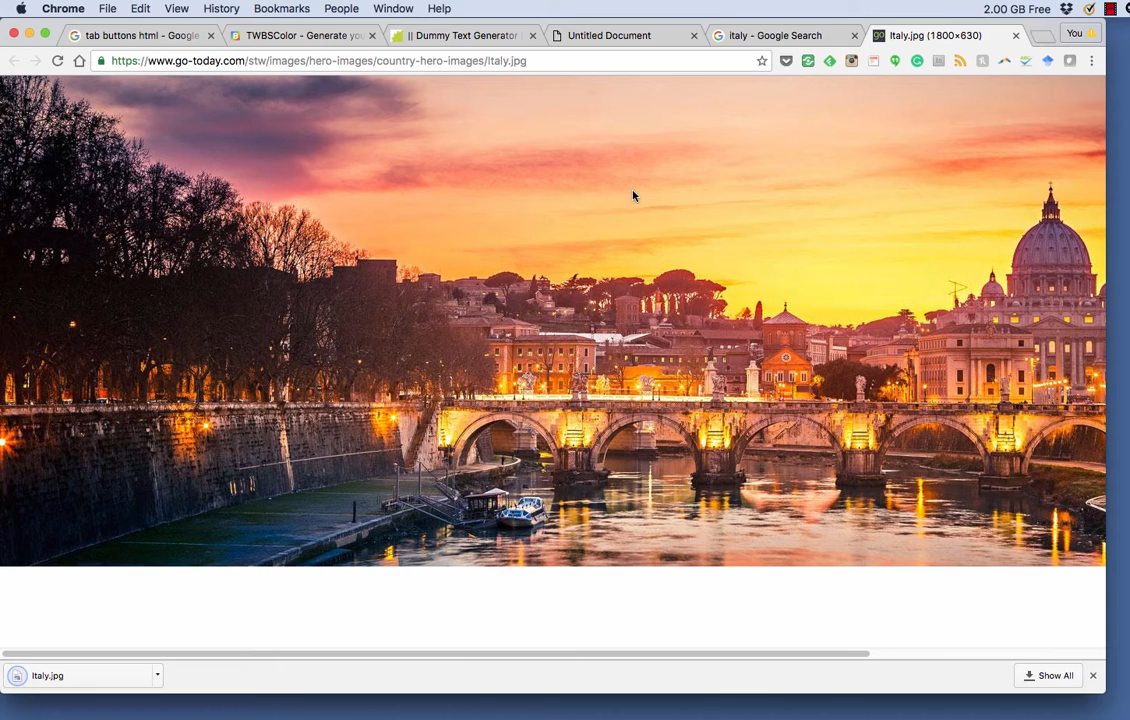 Chrome File Edit View History Bookmarks People Window Help 2.00 GB Free
tab buttons html - Google TWBSColor - Generate yo || Dummy Text Generator Untitled Document italy - Google Search Italy.jpg (1800×630) You
https://www.go-today.com/stw/images/hero-images/country-hero-images/Italy.jpg
Italy.jpg Show All